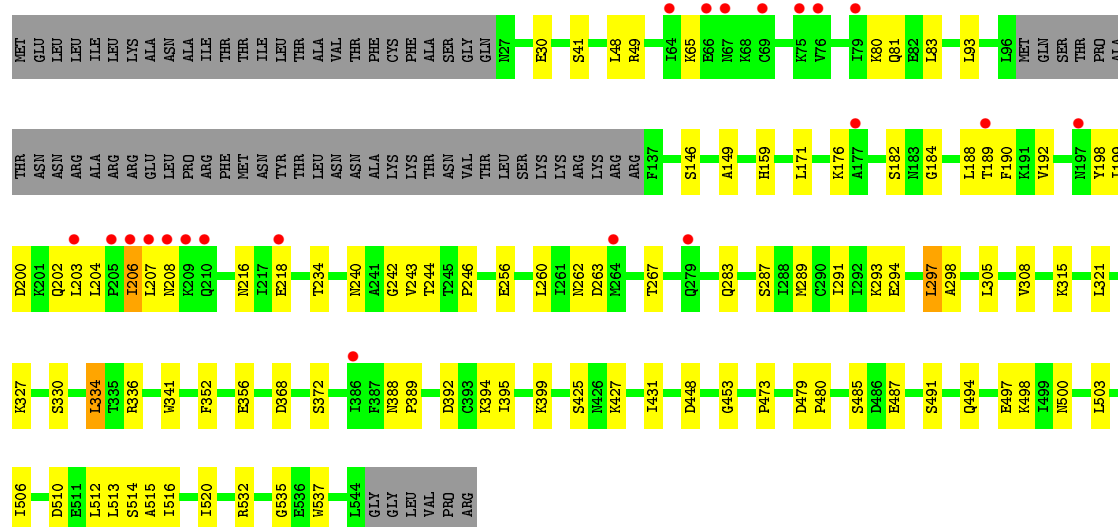 MET GLU LEU LEU ILE LEU LYS ALA ASN ALA ILE THR THR ILE LEU THR ALA VAL THR PHE CYS PHE ALA SER GLY GLN N27 E30 S41 L48 R49 I64 K65 E66 N67 K68 C69 K75 V76 I79 K80 Q81 E82 L83 L93 L96 MET GLN SER THR PRO ALA
THR ASN ASN ARG ALA ARG ARG GLU LEU PRO ARG PHE MET ASN TYR THR LEU ASN ASN ALA LYS LYS THR ASN VAL THR LEU SER LYS LYS ARG LYS ARG ARG F137 S146 A149 H159 L171 K176 A177 S182 N183 G184 L188 T189 F190 K191 V192 N197 Y198 I199
D200 K201 Q202 L203 L204 P205 I206 L207 N208 K209 Q210 N216 I217 E218 T234 N240 A241 G242 V243 T244 T245 P246 E256 L260 I261 N262 D263 M264 T267 Q279 Q283 S287 I288 M289 C290 I291 I292 K293 E294 L297 A298 L305 V308 K315 L321
K327 S330 L334 T335 R336 W341 F352 E356 D368 S372 I386 F387 N388 P389 D392 C393 K394 I395 K399 S425 N426 K427 I431 D448 G453 P473 D479 P480 S485 D486 E487 S491 Q494 E497 K498 I499 N500 L503
I506 D510 E511 L512 L513 S514 A515 I516 I520 R532 G535 E536 W537 L544 GLY GLY LEU VAL PRO ARG